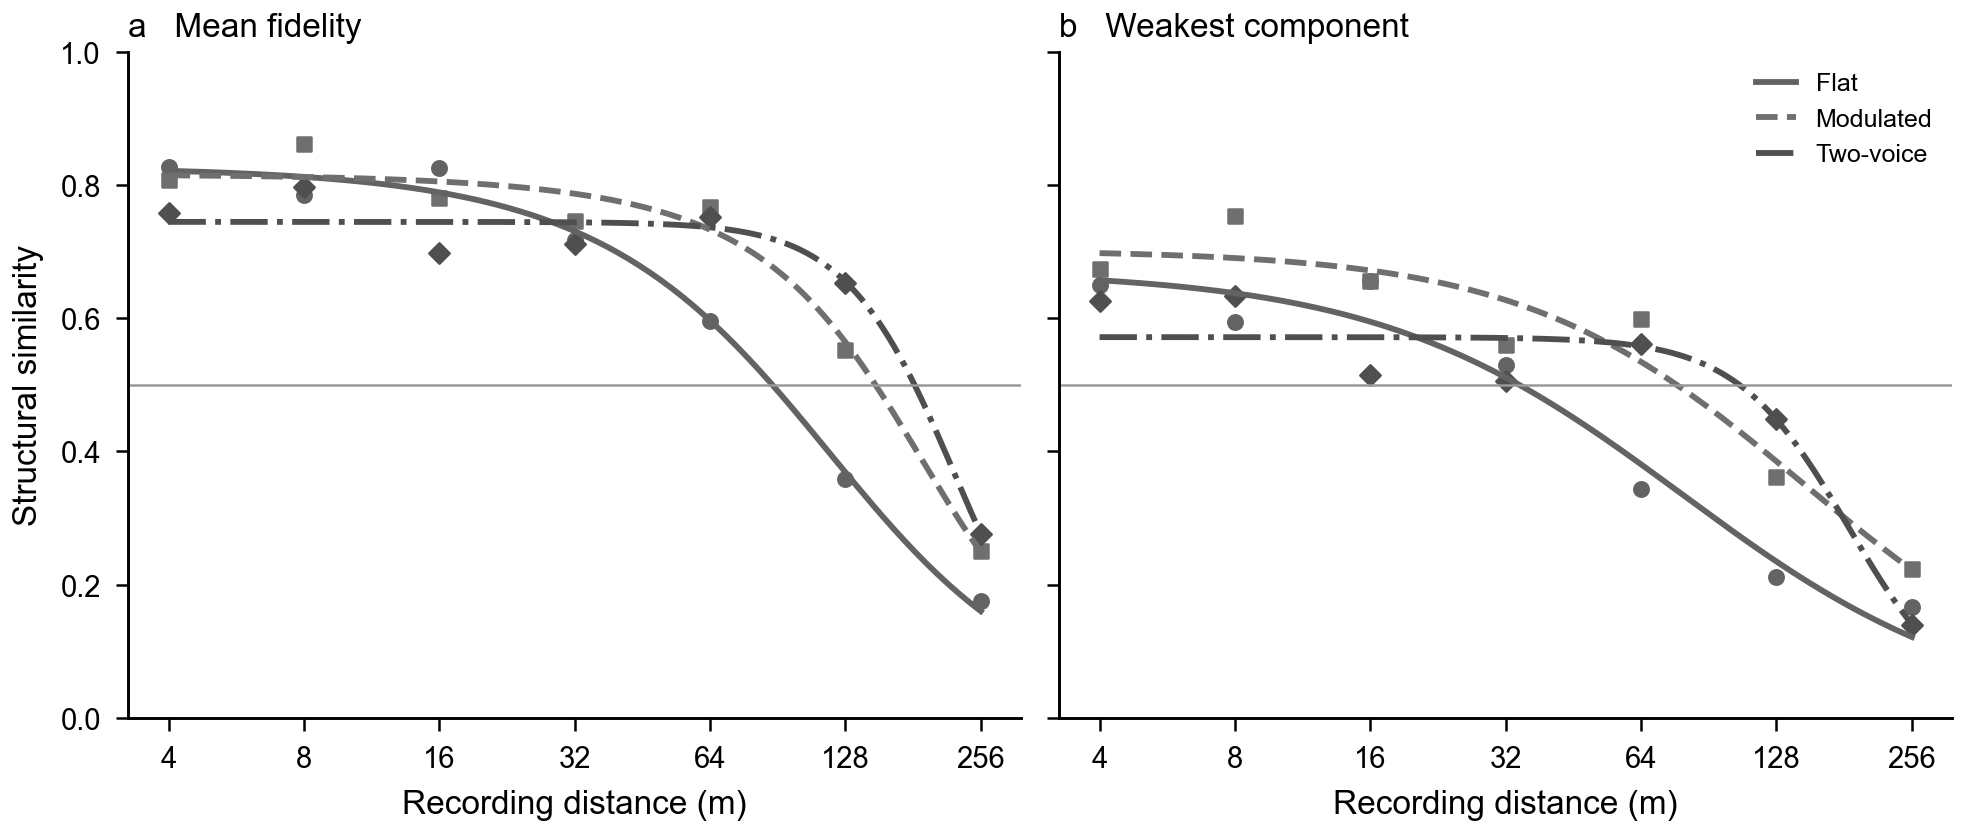 a Mean fidelity
b Weakest component
Structural similarity
1.0
0.8
0.6
0.4
0.2
0.0
4 8 16 32 64 128 256
Recording distance (m)
Flat
Modulated
Two-voice
4 8 16 32 64 128 256
Recording distance (m)